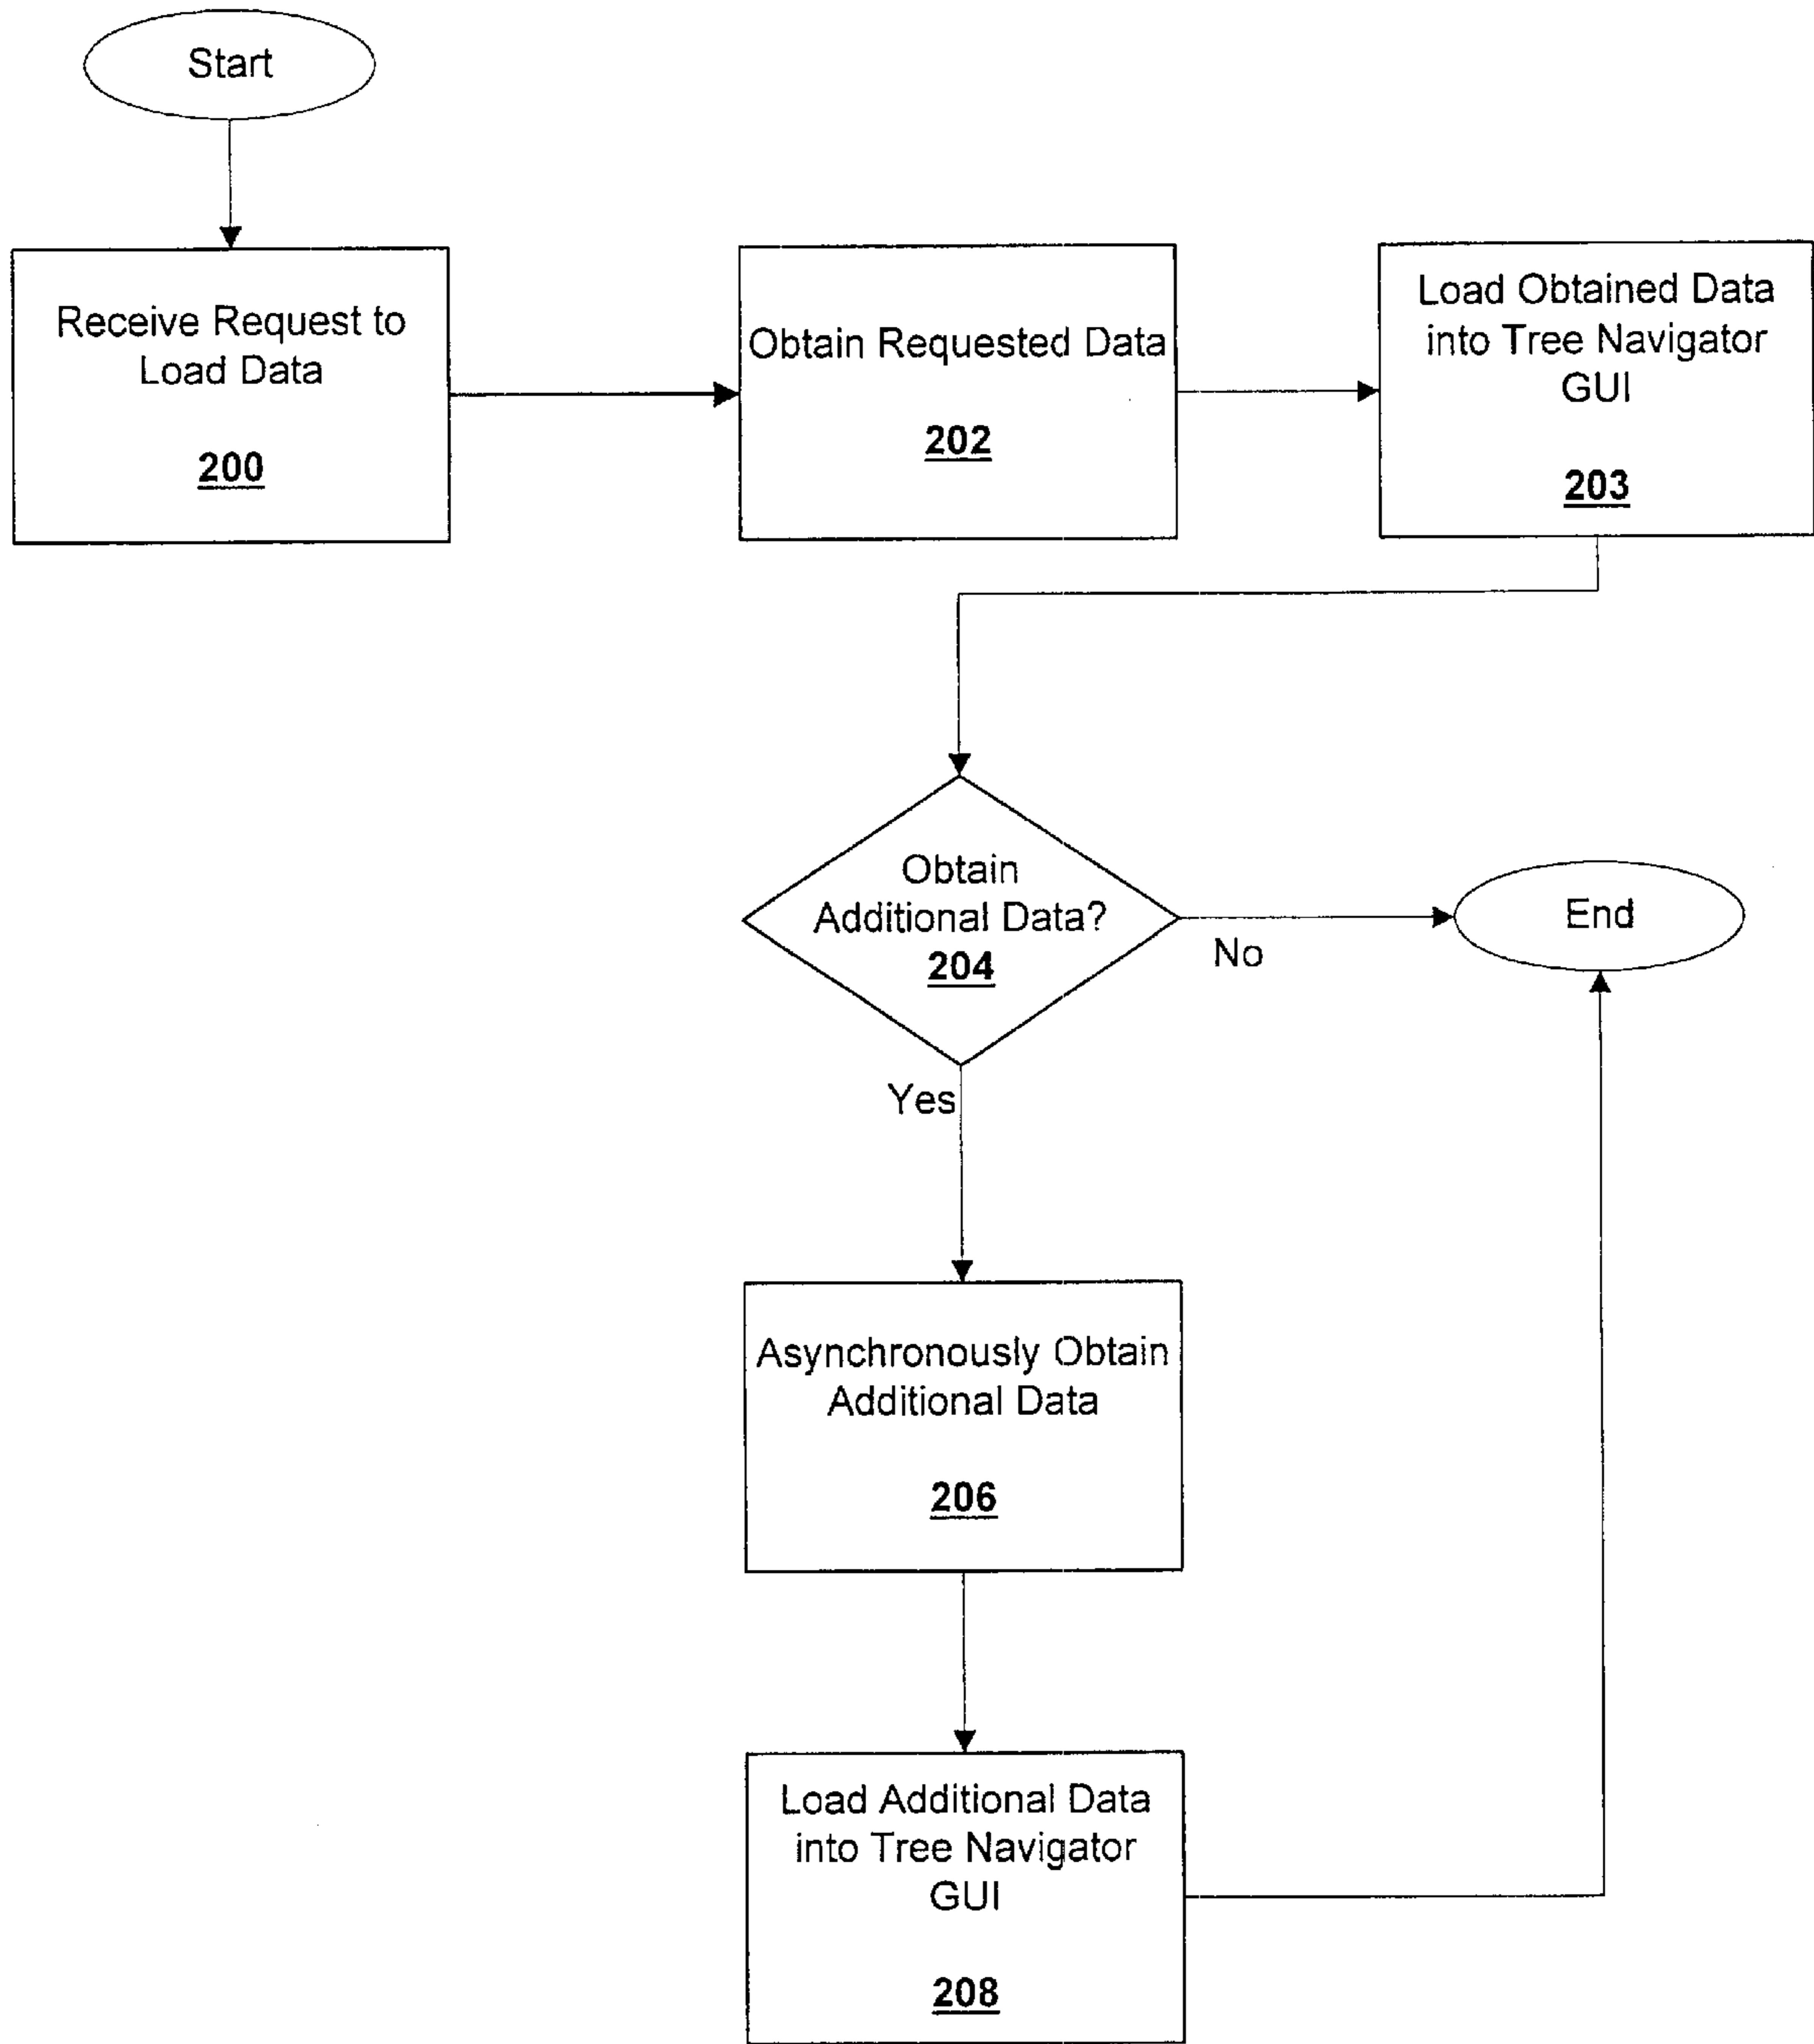 Start
Receive Request to
Load Data
200
Obtain Requested Data
202
Load Obtained Data
into Tree Navigator
GUI
203
Obtain
Additional Data?
204
No
End
Yes
Asynchronously Obtain
Additional Data
206
Load Additional Data
into Tree Navigator
GUI
208